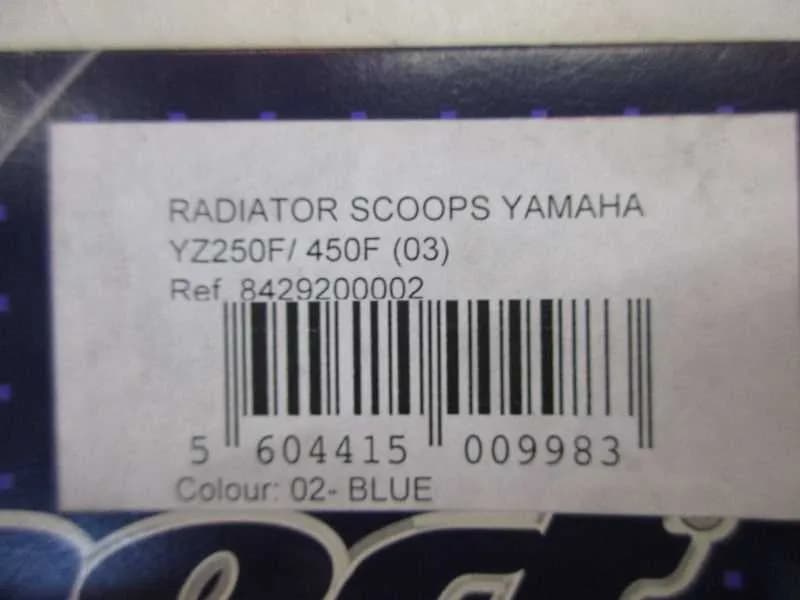 RADIATOR SCOOPS YAMAHA
YZ250F/ 450F (03)
Ref. 8429200002
5 604415 009983
Colour: 02- BLUE